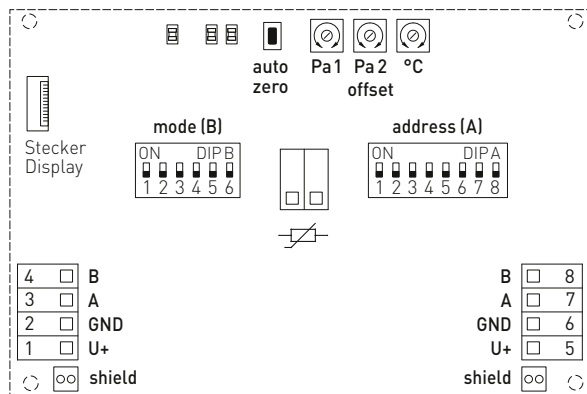 auto Pa 1 Pa 2 °C
zero offset
Stecker
Display
mode (B)
ON DIP B
1 2 3 4 5 6
address (A)
ON DIP A
1 2 3 4 5 6 7 8
4 B
3 A
2 GND
1 U+
shield
B 8
A 7
GND 6
U+ 5
shield